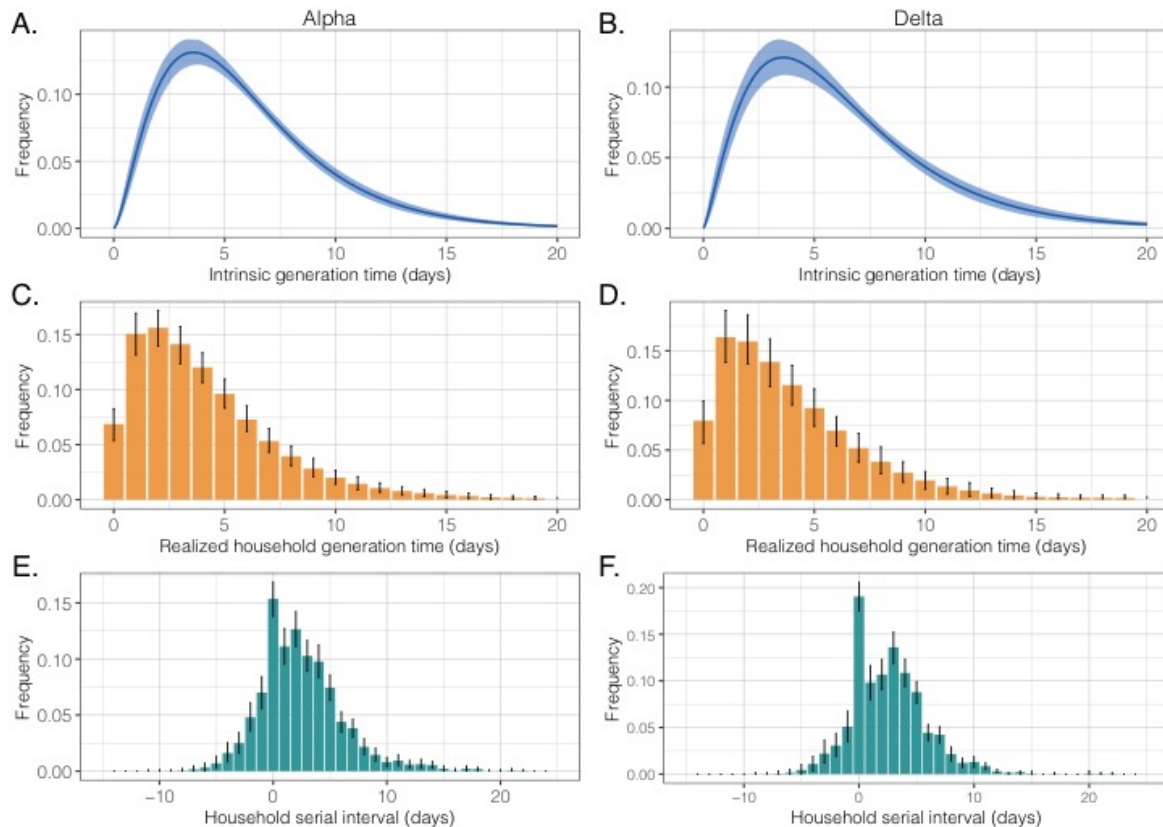 Alpha
Delta
A.
B.
Frequency
0.10
0.05
0.00
0 5 10 15 20
Intrinsic generation time (days)
Frequency
0.10
0.05
0.00
0 5 10 15 20
Intrinsic generation time (days)
C.
D.
Frequency
0.15
0.10
0.05
0.00
0 5 10 15 20
Realized household generation time (days)
Frequency
0.15
0.10
0.05
0.00
0 5 10 15 20
Realized household generation time (days)
E.
F.
Frequency
0.15
0.10
0.05
0.00
−10 0 10 20
Household serial interval (days)
Frequency
0.20
0.15
0.10
0.05
0.00
−10 0 10 20
Household serial interval (days)